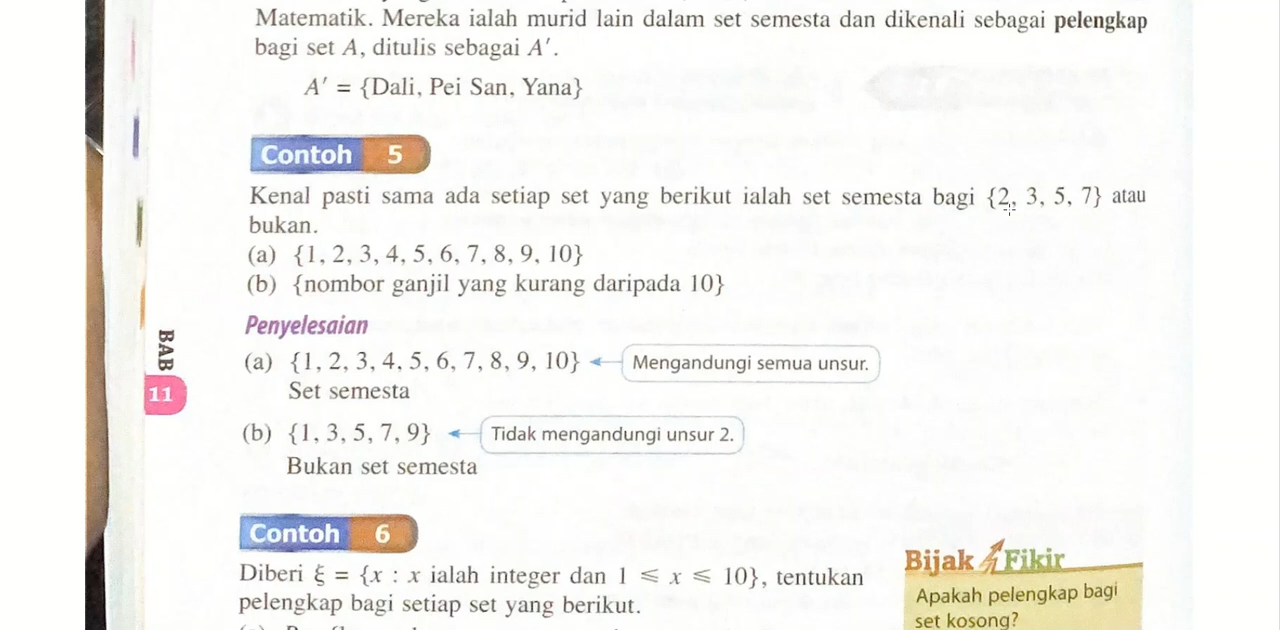 Matematik. Mereka ialah murid lain dalam set semesta dan dikenali sebagai pelengkap
bagi set A, ditulis sebagai A′.
A′ = {Dali, Pei San, Yana}
Contoh 5
Kenal pasti sama ada setiap set yang berikut ialah set semesta bagi {2, 3, 5, 7} atau
bukan.
(a) {1, 2, 3, 4, 5, 6, 7, 8, 9, 10}
(b) {nombor ganjil yang kurang daripada 10}
Penyelesaian
(a) {1, 2, 3, 4, 5, 6, 7, 8, 9, 10} Mengandungi semua unsur.
Set semesta
(b) {1, 3, 5, 7, 9} Tidak mengandungi unsur 2.
Bukan set semesta
BAB
11
Contoh 6
Diberi ξ = {x : x ialah integer dan 1 ⩽ x ⩽ 10}, tentukan
pelengkap bagi setiap set yang berikut.
Bijak Fikir
Apakah pelengkap bagi
set kosong?